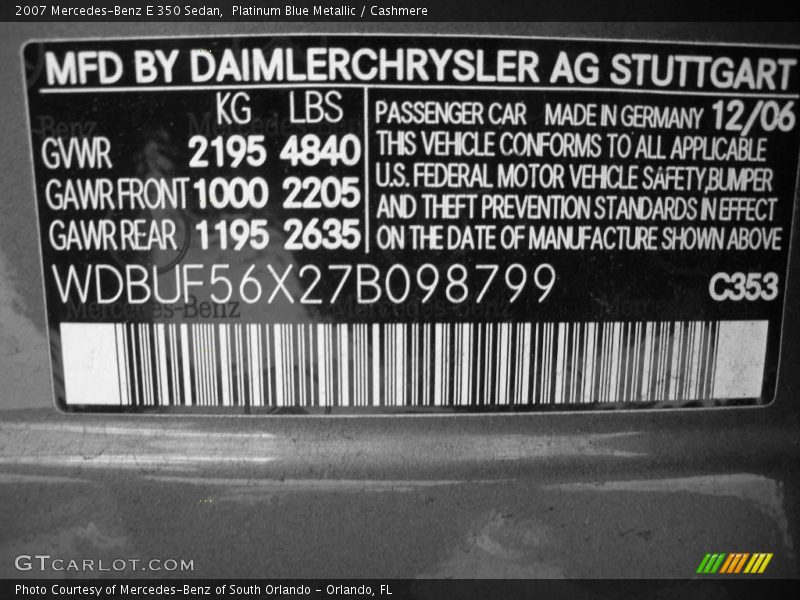 2007 Mercedes-Benz E 350 Sedan,  Platinum Blue Metallic / Cashmere
MFD BY DAIMLERCHRYSLER AG STUTTGART
KG LBS
GVWR 2195 4840
GAWR FRONT 1000 2205
GAWR REAR 1195 2635
PASSENGER CAR MADE IN GERMANY 12/06
THIS VEHICLE CONFORMS TO ALL APPLICABLE
U.S. FEDERAL MOTOR VEHICLE SAFETY,BUMPER
AND THEFT PREVENTION STANDARDS IN EFFECT
ON THE DATE OF MANUFACTURE SHOWN ABOVE
WDBUF56X27B098799 C353
Mercedes-Benz
GTCARLOT.COM
Photo Courtesy of Mercedes-Benz of South Orlando - Orlando, FL